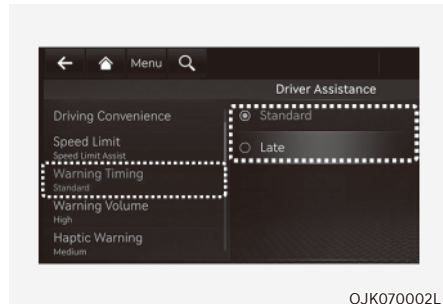 Menu
Driver Assistance
Driving Convenience
Standard
Speed Limit
Speed Limit Assist
Late
Warning Timing
Standard
Warning Volume
High
Haptic Warning
Medium
OJK070002L